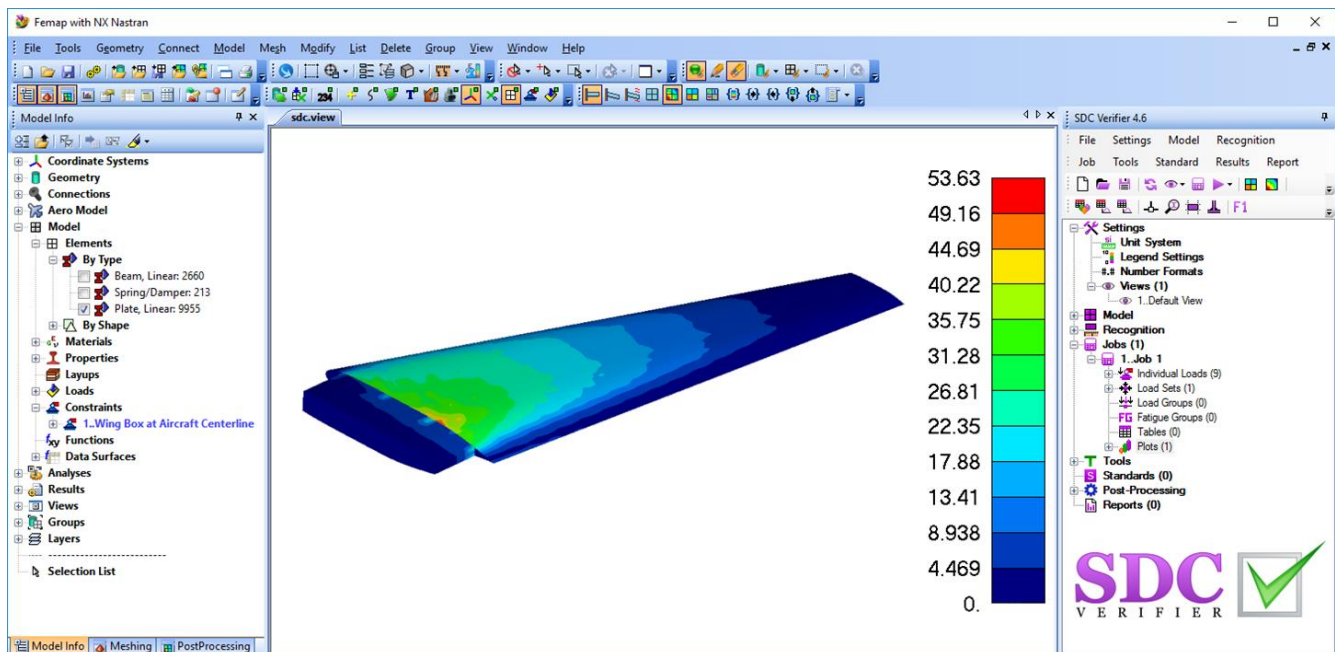 Femap with NX Nastran
File Tools Geometry Connect Model Mesh Modify List Delete Group View Window Help
Model Info
Coordinate Systems
Geometry
Connections
Aero Model
Model
Elements
By Type
Beam, Linear: 2660
Spring/Damper: 213
Plate, Linear: 9955
By Shape
Materials
Properties
Layups
Loads
Constraints
1..Wing Box at Aircraft Centerline
Functions
Data Surfaces
Analyses
Results
Views
Groups
Layers
Selection List
Model Info Meshing PostProcessing
sdc.view
53.63
49.16
44.69
40.22
35.75
31.28
26.81
22.35
17.88
13.41
8.938
4.469
0.
SDC Verifier 4.6
File Settings Model Recognition
Job Tools Standard Results Report
F1
Settings
Unit System
Legend Settings
Number Formats
Views (1)
1..Default View
Model
Recognition
Jobs (1)
1..Job 1
Individual Loads (9)
Load Sets (1)
Load Groups (0)
FG Fatigue Groups (0)
Tables (0)
Plots (1)
Tools
Standards (0)
Post-Processing
Reports (0)
SDC
VERIFIER